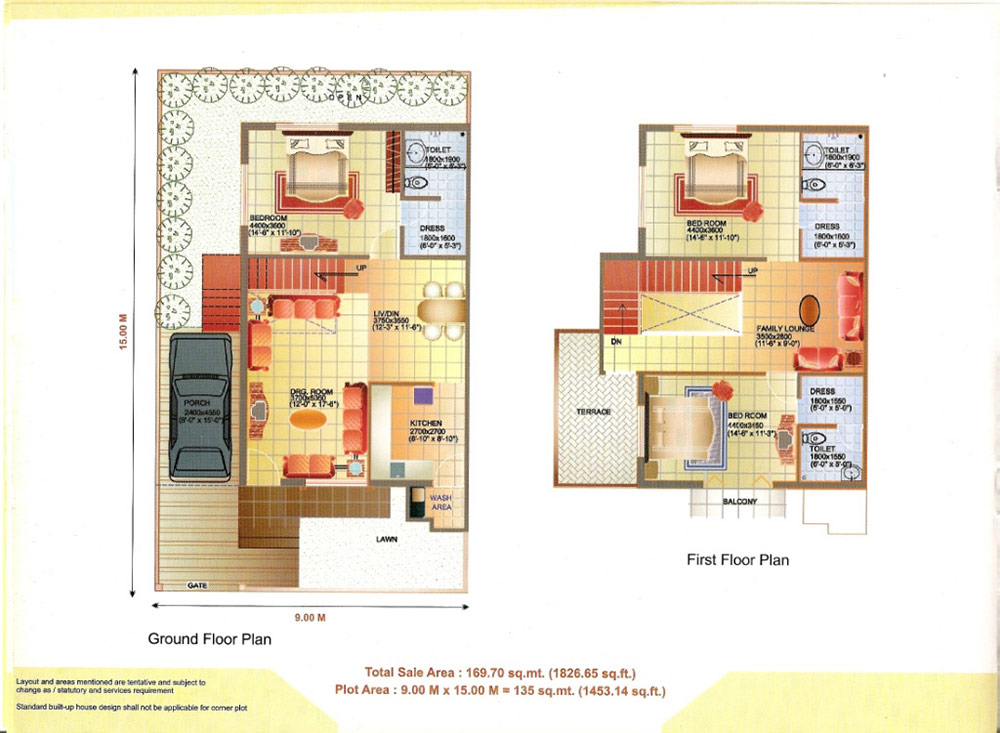 OPEN
TOILET
1800x1900
(6'-0" x 6'-3")
BEDROOM
4400x3600
(14'-6" x 11'-10")
DRESS
1800x1600
(6'-0" x 5'-3")
UP
LIV/DIN
3750x3550
(12'-3" x 11'-6")
15.00 M
PORCH
2400x4550
(8'-0" x 15'-0")
DRG. ROOM
(12'-0" x 17'-6")
KITCHEN
2700x2700
(8'-10" x 8'-10")
WASH
AREA
LAWN
GATE
9.00 M
Ground Floor Plan
TOILET
1800x1900
(6'-0" x 6'-3")
BED ROOM
4400x3600
(14'-6" x 11'-10")
DRESS
1800x1600
(6'-0" x 5'-3")
UP
DN
FAMILY LOUNGE
3500x2800
(11'-6" x 9'-0")
TERRACE
BED ROOM
4400x3450
(14'-6" x 11'-3")
DRESS
1800x1550
(6'-0" x 5'-0")
TOILET
1800x1550
(6'-0" x 5'-0")
BALCONY
First Floor Plan
Total Sale Area : 169.70 sq.mt. (1826.65 sq.ft.)
Plot Area : 9.00 M x 15.00 M = 135 sq.mt. (1453.14 sq.ft.)
Layout and areas mentioned are tentative and subject to
change as / statutory and services requirement
Standard built-up house design shall not be applicable for corner plot